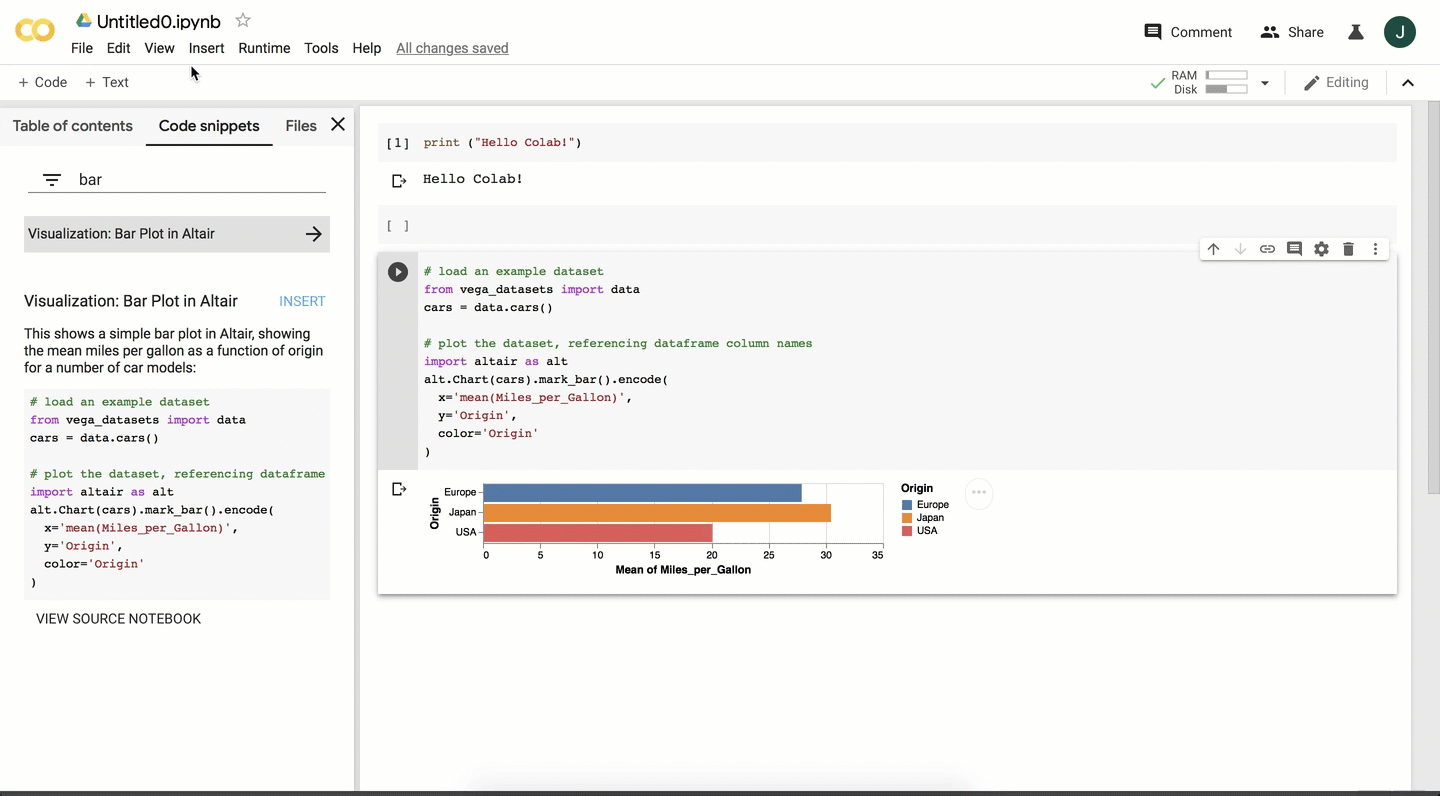 Untitled0.ipynb
File Edit View Insert Runtime Tools Help All changes saved
Comment Share J
+ Code + Text
RAM
Disk
Editing
Table of contents Code snippets Files
bar
Visualization: Bar Plot in Altair
Visualization: Bar Plot in Altair INSERT
This shows a simple bar plot in Altair, showing
the mean miles per gallon as a function of origin
for a number of car models:
# load an example dataset
from vega_datasets import data
cars = data.cars()
# plot the dataset, referencing dataframe
import altair as alt
alt.Chart(cars).mark_bar().encode(
x='mean(Miles_per_Gallon)',
y='Origin',
color='Origin'
)
VIEW SOURCE NOTEBOOK
[1] print ("Hello Colab!")
Hello Colab!
[ ]
# load an example dataset
from vega_datasets import data
cars = data.cars()
# plot the dataset, referencing dataframe column names
import altair as alt
alt.Chart(cars).mark_bar().encode(
x='mean(Miles_per_Gallon)',
y='Origin',
color='Origin'
)
Origin
Europe
Japan
USA
0 5 10 15 20 25 30 35
Mean of Miles_per_Gallon
Origin
Europe
Japan
USA